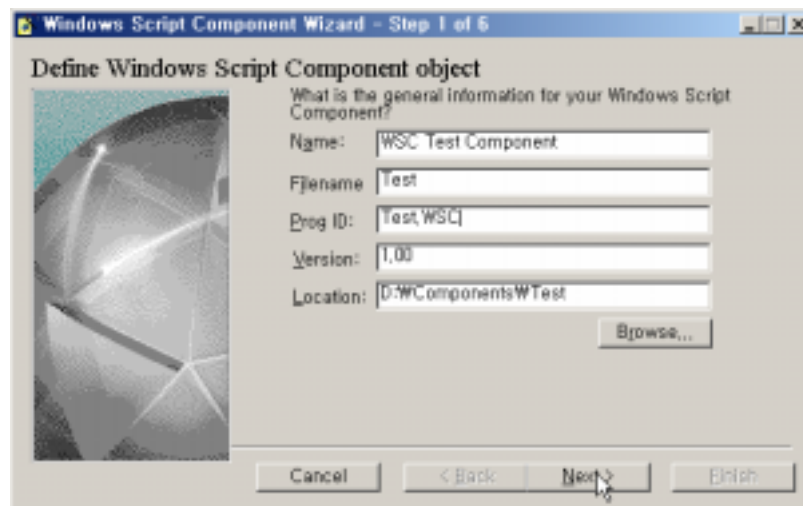 Windows Script Component Wizard - Step 1 of 6
Define Windows Script Component object
What is the general information for your Windows Script
Component?
Name: WSC Test Component
Filename Test
Prog ID: Test.WSC
Version: 1.00
Location: D:₩Components₩Test
Browse...
Cancel < Back Next > Finish